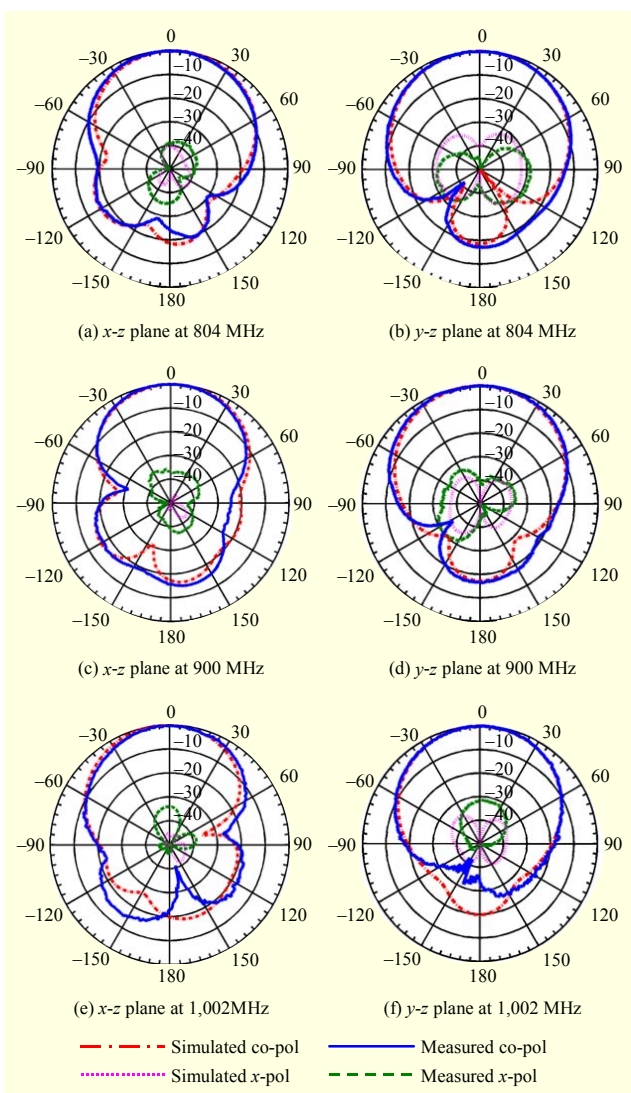 0 0
–30 30 –30 30
–10 –10
–60 –20 60 –60 –20 60
–30 –30
–40 –40
–90 90 –90 90
–120 120 –120 120
–150 150 –150 150
180 180
(a) x-z plane at 804 MHz (b) y-z plane at 804 MHz
0 0
–30 30 –30 30
–10 –10
–60 –20 60 –60 –20 60
–30 –30
–40 –40
–90 90 –90 90
–120 120 –120 120
–150 150 –150 150
180 180
(c) x-z plane at 900 MHz (d) y-z plane at 900 MHz
0 0
–30 30 –30 30
–10 –10
–60 –20 60 –60 –20 60
–30 –30
–40 –40
–90 90 –90 90
–120 120 –120 120
–150 150 –150 150
180 180
(e) x-z plane at 1,002MHz (f) y-z plane at 1,002 MHz
Simulated co-pol Measured co-pol
Simulated x-pol Measured x-pol